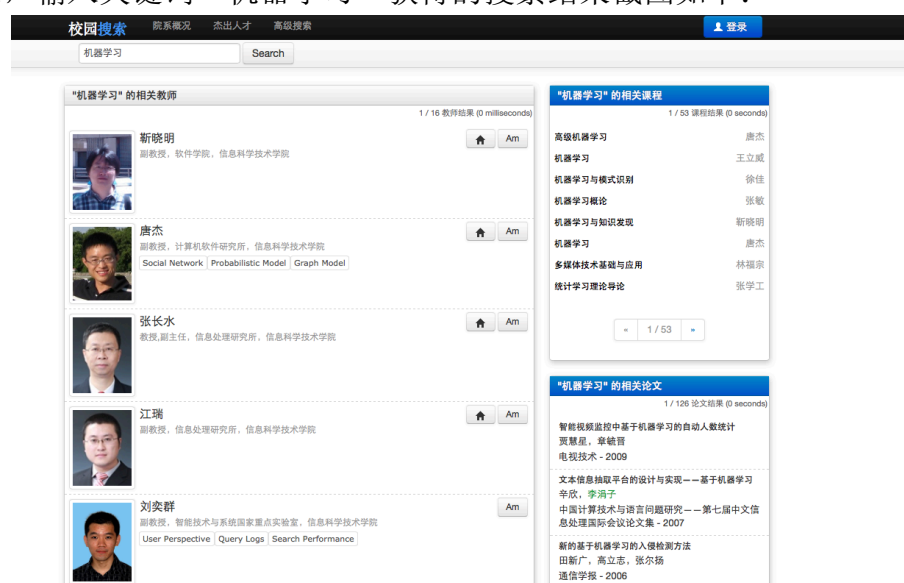 校园搜索 院系概况 杰出人才 高级搜索 登录
机器学习 Search
"机器学习" 的相关教师
1 / 16 教师结果 (0 milliseconds)
靳晓明 Am
副教授，软件学院，信息科学技术学院
唐杰 Am
副教授，计算机软件研究所，信息科学技术学院
Social Network Probabilistic Model Graph Model
张长水 Am
教授,副主任，信息处理研究所，信息科学技术学院
江瑞 Am
副教授，信息处理研究所，信息科学技术学院
刘奕群 Am
副教授，智能技术与系统国家重点实验室，信息科学技术学院
User Perspective Query Logs Search Performance
"机器学习" 的相关课程
1 / 53 课程结果 (0 seconds)
高级机器学习 唐杰
机器学习 王立威
机器学习与模式识别 徐佳
机器学习概论 张敏
机器学习与知识发现 靳晓明
机器学习 唐杰
多媒体技术基础与应用 林福宗
统计学习理论导论 张学工
« 1 / 53 »
"机器学习" 的相关论文
1 / 126 论文结果 (0 seconds)
智能视频监控中基于机器学习的自动人数统计
贾慧星，章毓晋
电视技术 - 2009
文本信息抽取平台的设计与实现——基于机器学习
辛欣，李涓子
中国计算技术与语言问题研究——第七届中文信
息处理国际会议论文集 - 2007
新的基于机器学习的入侵检测方法
田新广，高立志，张尔扬
通信学报 - 2006